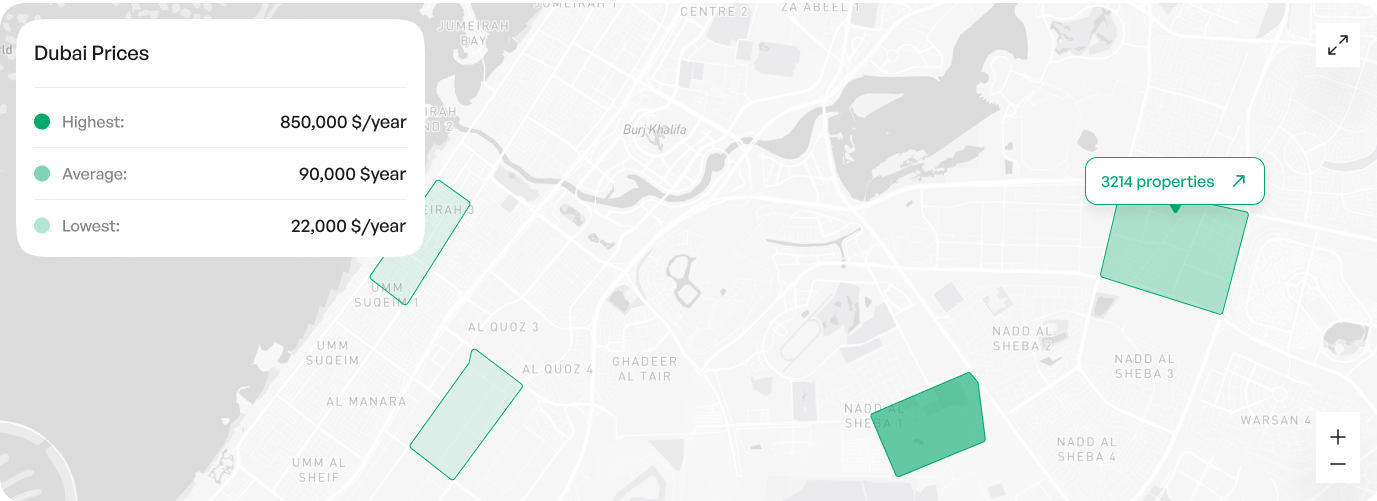 Dubai Prices
Highest:
850,000 $/year
Average:
90,000 $year
Lowest:
22,000 $/year
JUMEIRAH 1
CENTRE 2
ZA ABEEL 1
JUMEIRAH
BAY
Burj Khalifa
3214 properties
UMM
SUQEIM 1
AL QUOZ 3
UMM
SUQEIM
AL QUOZ 4
GHADEER
AL TAIR
NADD AL
SHEBA 2
NADD AL
SHEBA 3
AL MANARA
NADD AL
SHEBA 1
WARSAN 4
NADD AL
SHEBA 4
UMM AL
SHEIF